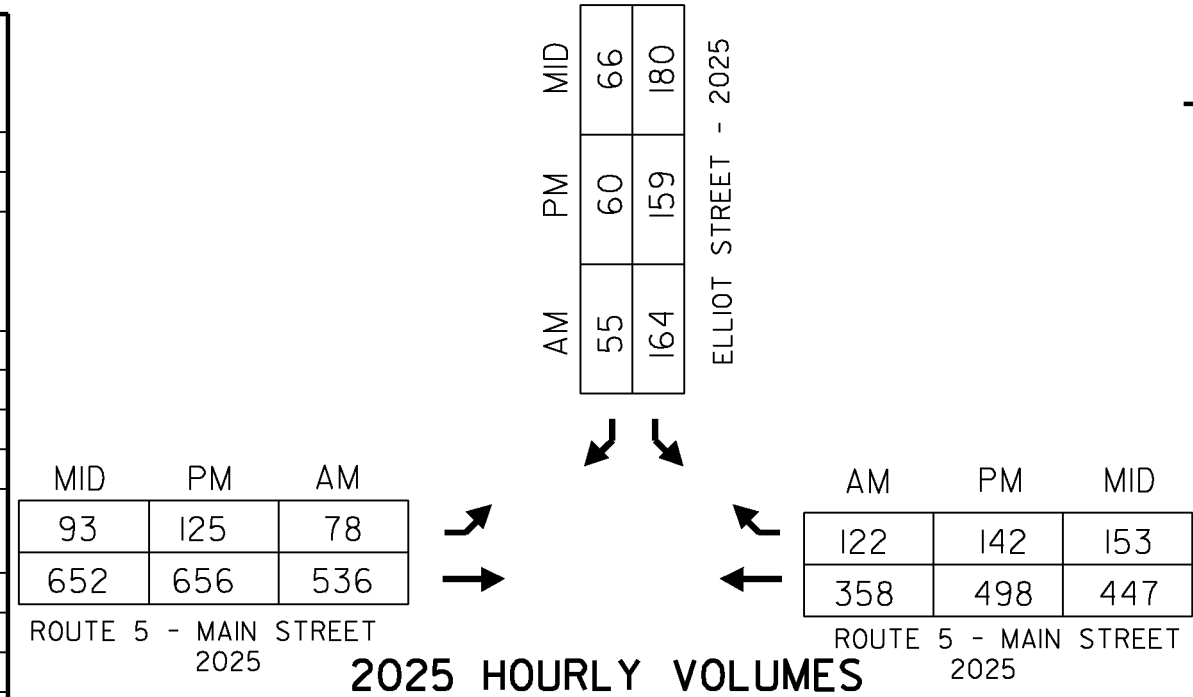 MID 66 180
PM 60 159
AM 55 164
ELLIOT STREET - 2025
MID PM AM
93 125 78
652 656 536
ROUTE 5 - MAIN STREET
2025
AM PM MID
122 142 153
358 498 447
ROUTE 5 - MAIN STREET
2025
2025 HOURLY VOLUMES